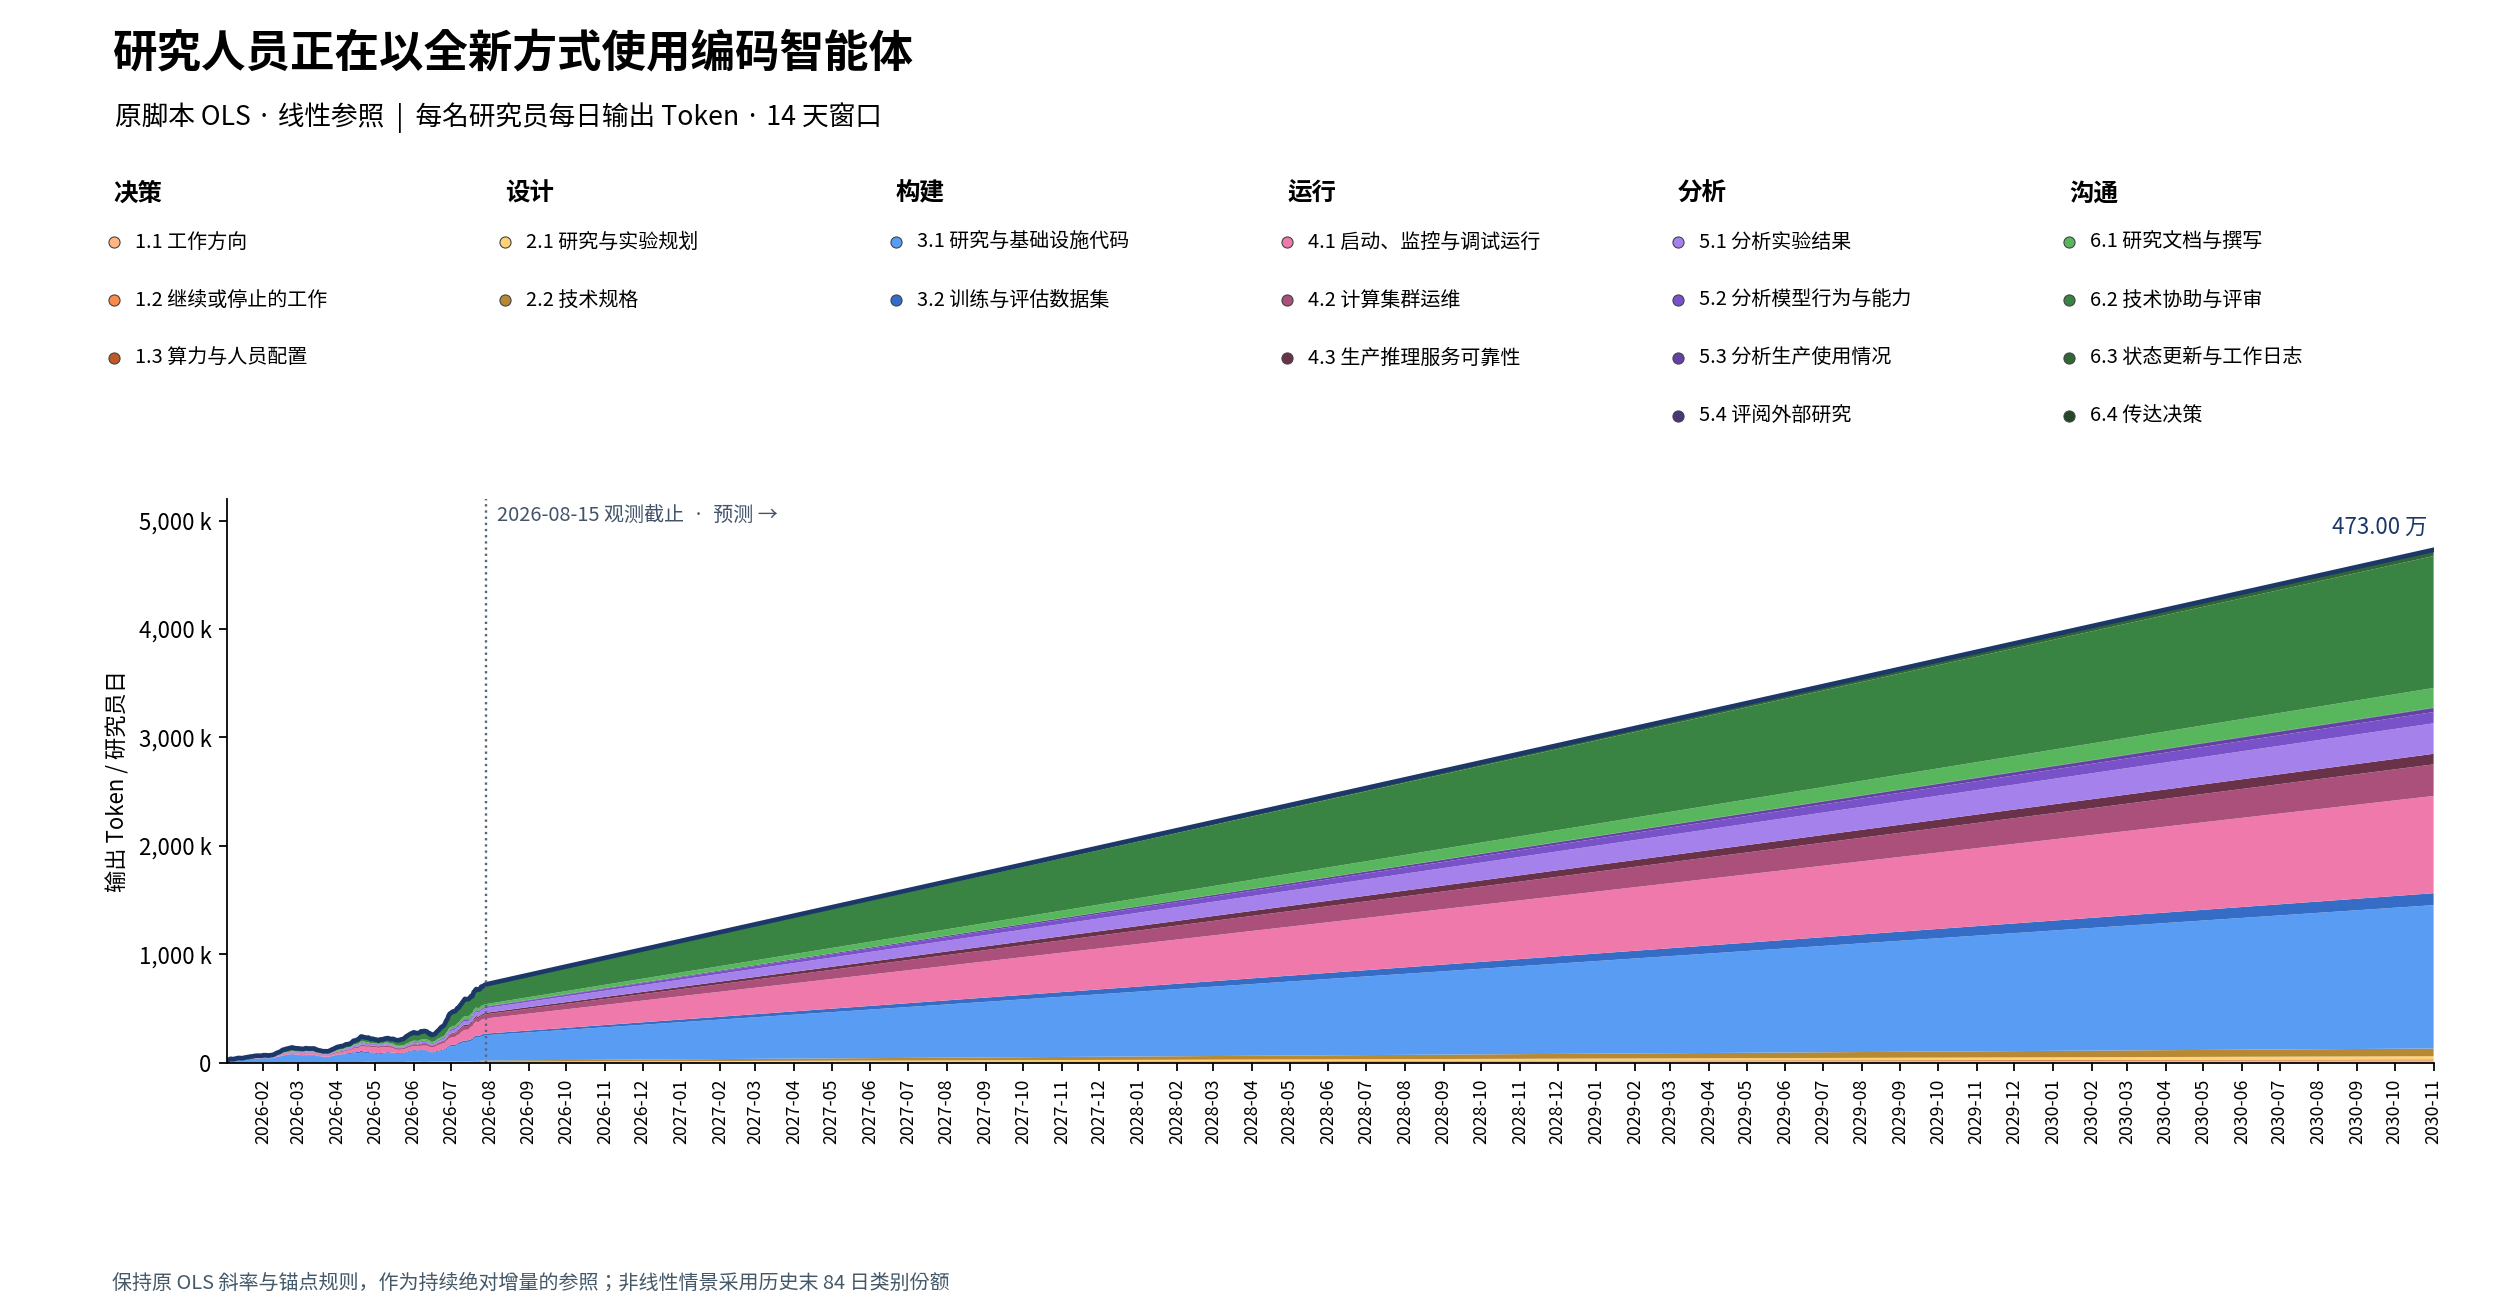 研究人员正在以全新方式使用编码智能体
原脚本 OLS · 线性参照 | 每名研究员每日输出 Token · 14 天窗口
决策
1.1 工作方向
1.2 继续或停止的工作
1.3 算力与人员配置
设计
2.1 研究与实验规划
2.2 技术规格
构建
3.1 研究与基础设施代码
3.2 训练与评估数据集
运行
4.1 启动、监控与调试运行
4.2 计算集群运维
4.3 生产推理服务可靠性
分析
5.1 分析实验结果
5.2 分析模型行为与能力
5.3 分析生产使用情况
5.4 评阅外部研究
沟通
6.1 研究文档与撰写
6.2 技术协助与评审
6.3 状态更新与工作日志
6.4 传达决策
2026-08-15 观测截止 · 预测 →
473.00 万
输出 Token / 研究员日
5,000 k
4,000 k
3,000 k
2,000 k
1,000 k
0
2026-02
2026-03
2026-04
2026-05
2026-06
2026-07
2026-08
2026-09
2026-10
2026-11
2026-12
2027-01
2027-02
2027-03
2027-04
2027-05
2027-06
2027-07
2027-08
2027-09
2027-10
2027-11
2027-12
2028-01
2028-02
2028-03
2028-04
2028-05
2028-06
2028-07
2028-08
2028-09
2028-10
2028-11
2028-12
2029-01
2029-02
2029-03
2029-04
2029-05
2029-06
2029-07
2029-08
2029-09
2029-10
2029-11
2029-12
2030-01
2030-02
2030-03
2030-04
2030-05
2030-06
2030-07
2030-08
2030-09
2030-10
2030-11
保持原 OLS 斜率与锚点规则，作为持续绝对增量的参照；非线性情景采用历史末 84 日类别份额